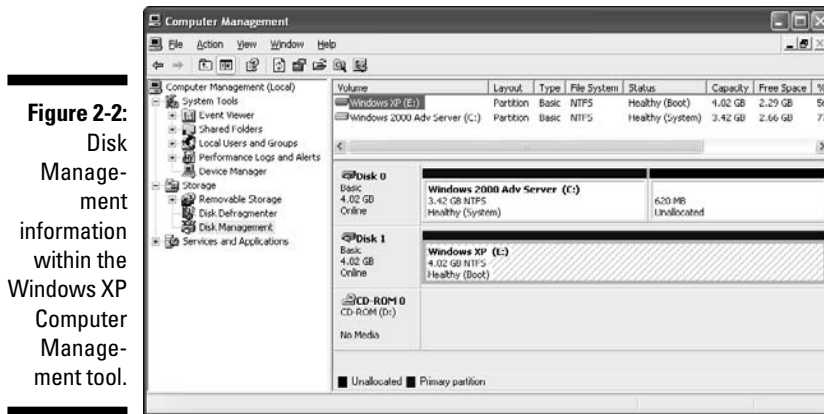 Figure 2-2:
Disk
Manage-
ment
information
within the
Windows XP
Computer
Manage-
ment tool.
Computer Management
File Action View Window Help
Computer Management (Local)
System Tools
Event Viewer
Shared Folders
Local Users and Groups
Performance Logs and Alerts
Device Manager
Storage
Removable Storage
Disk Defragmenter
Disk Management
Services and Applications
Volume Layout Type File System Status Capacity Free Space %
Windows XP (E:) Partition Basic NTFS Healthy (Boot) 4.02 GB 2.29 GB
Windows 2000 Adv Server (C:) Partition Basic NTFS Healthy (System) 3.42 GB 2.66 GB
Disk 0
Basic
4.02 GB
Online
Windows 2000 Adv Server (C:)
3.42 GB NTFS
Healthy (System)
620 MB
Unallocated
Disk 1
Basic
4.02 GB
Online
Windows XP (E:)
4.02 GB NTFS
Healthy (Boot)
CD-ROM 0
CD-ROM (D:)
No Media
Unallocated Primary partition